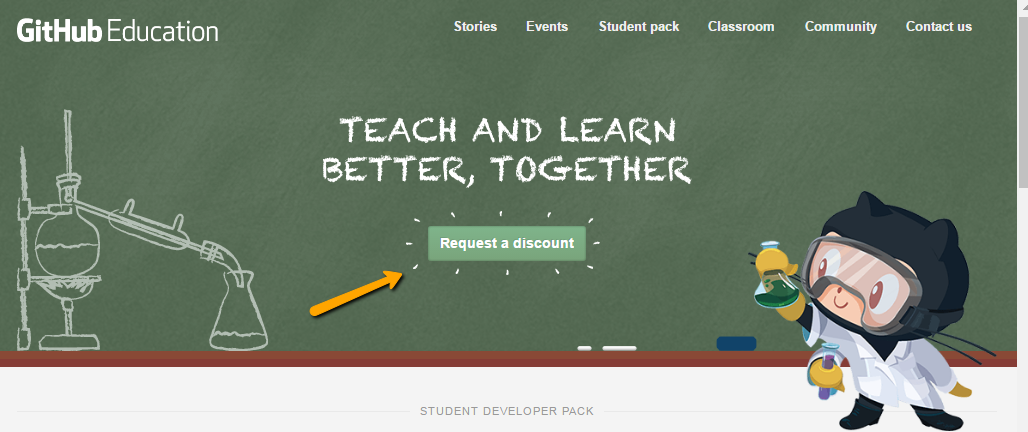 GitHub Education
Stories Events Student pack Classroom Community Contact us
TEACH AND LEARN
BETTER, TOGETHER
Request a discount
STUDENT DEVELOPER PACK